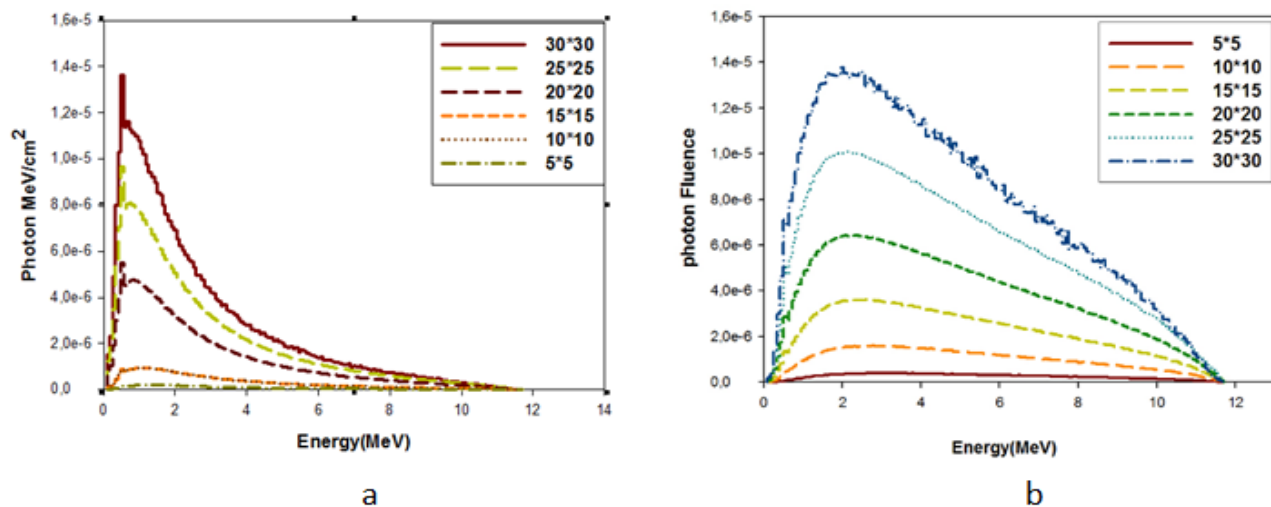 1,6e-5
1,4e-5
1,2e-5
1,0e-5
8,0e-6
6,0e-6
4,0e-6
2,0e-6
0,0
Photon MeV/cm²
0 2 4 6 8 10 12 14
Energy(MeV)
30*30
25*25
20*20
15*15
10*10
5*5
a
1,6e-5
1,4e-5
1,2e-5
1,0e-5
8,0e-6
6,0e-6
4,0e-6
2,0e-6
0,0
photon Fluence
0 2 4 6 8 10 12
Energy(MeV)
5*5
10*10
15*15
20*20
25*25
30*30
b